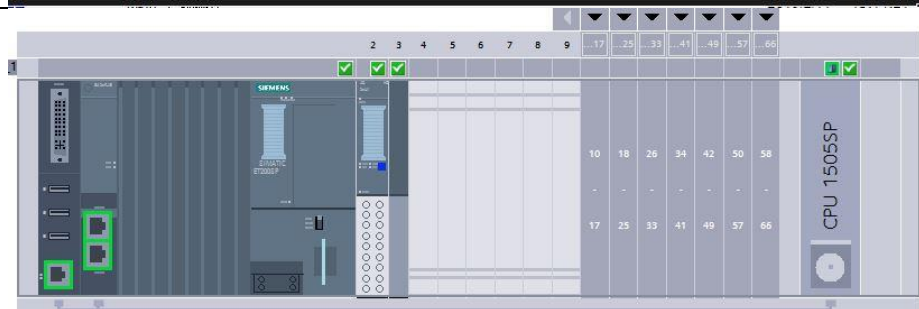 ...17 ...25 ...33 ...41 ...49 ...57 ...66
2 3 4 5 6 7 8 9
1
SIEMENS
SIMATIC
ET200SP
10 18 26 34 42 50 58
- - - - - - -
17 25 33 41 49 57 66
CPU 1505SP